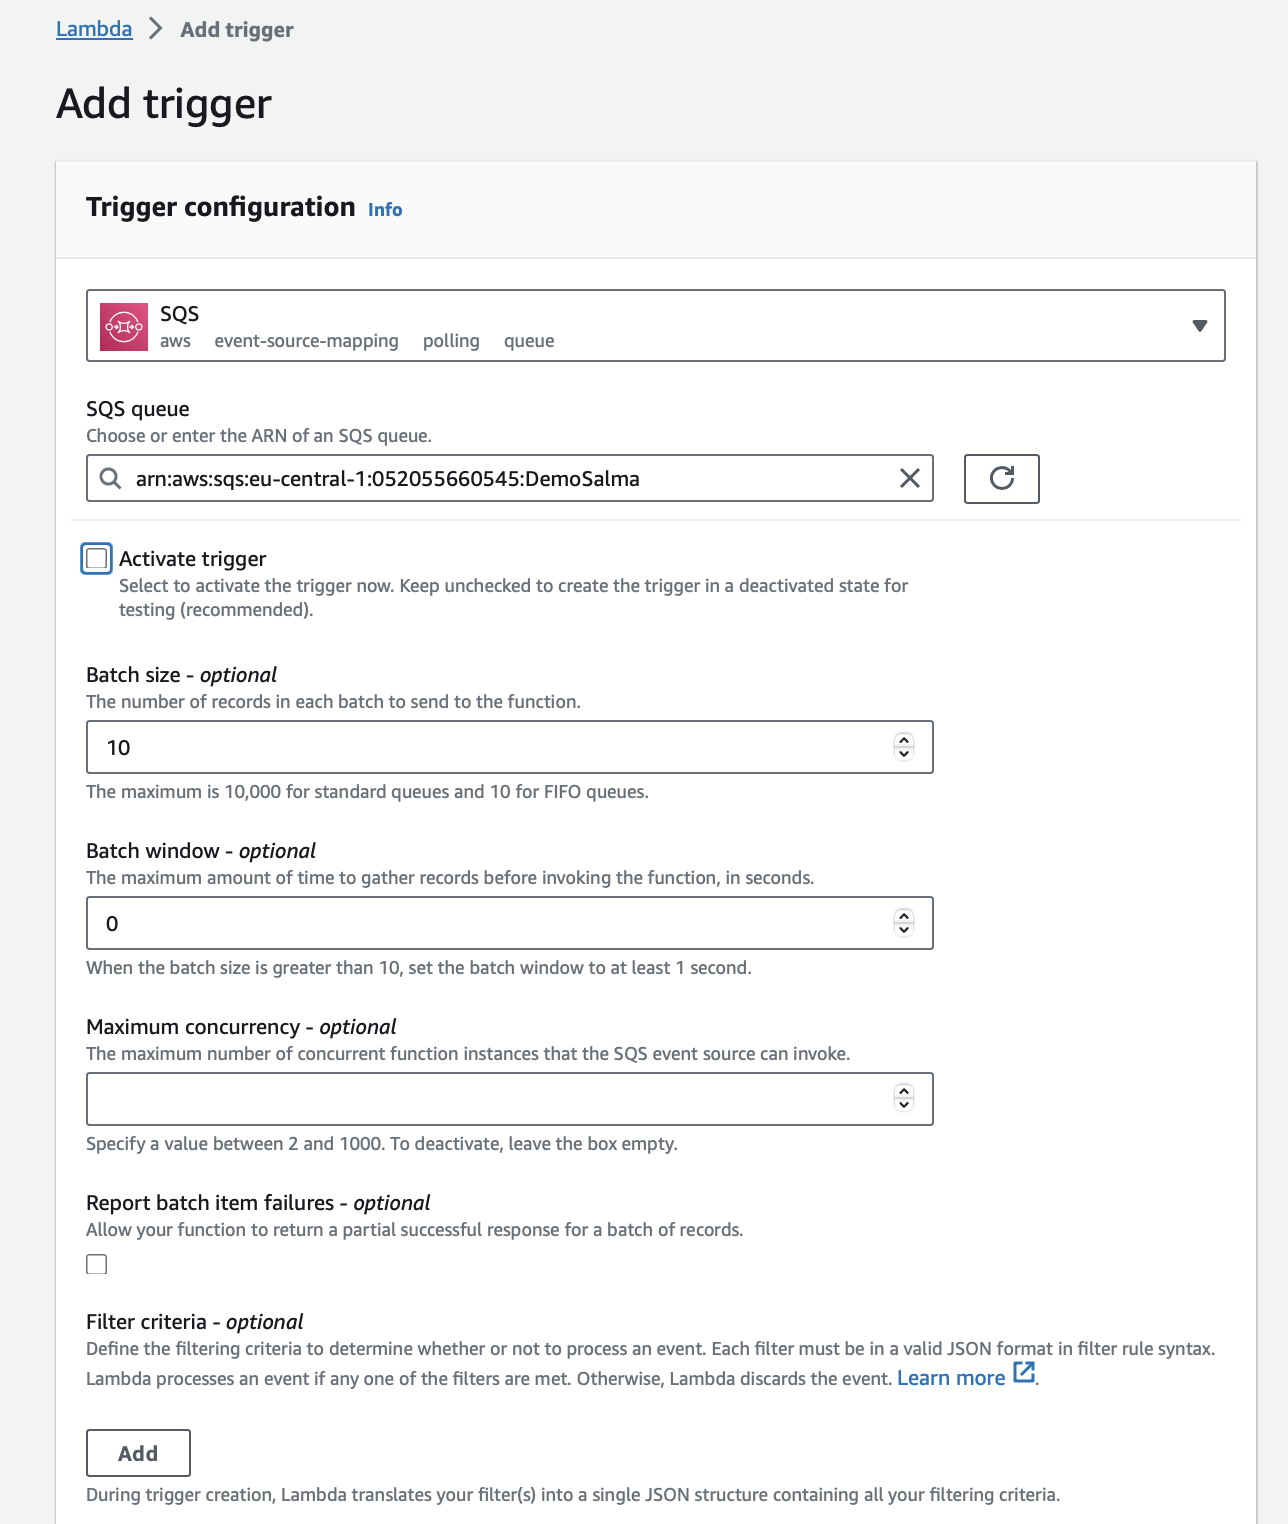 Lambda > Add trigger
Add trigger
Trigger configuration Info
SQS
aws event-source-mapping polling queue
SQS queue
Choose or enter the ARN of an SQS queue.
arn:aws:sqs:eu-central-1:052055660545:DemoSalma
Activate trigger
Select to activate the trigger now. Keep unchecked to create the trigger in a deactivated state for
testing (recommended).
Batch size - optional
The number of records in each batch to send to the function.
10
The maximum is 10,000 for standard queues and 10 for FIFO queues.
Batch window - optional
The maximum amount of time to gather records before invoking the function, in seconds.
0
When the batch size is greater than 10, set the batch window to at least 1 second.
Maximum concurrency - optional
The maximum number of concurrent function instances that the SQS event source can invoke.
Specify a value between 2 and 1000. To deactivate, leave the box empty.
Report batch item failures - optional
Allow your function to return a partial successful response for a batch of records.
Filter criteria - optional
Define the filtering criteria to determine whether or not to process an event. Each filter must be in a valid JSON format in filter rule syntax.
Lambda processes an event if any one of the filters are met. Otherwise, Lambda discards the event. Learn more.
Add
During trigger creation, Lambda translates your filter(s) into a single JSON structure containing all your filtering criteria.